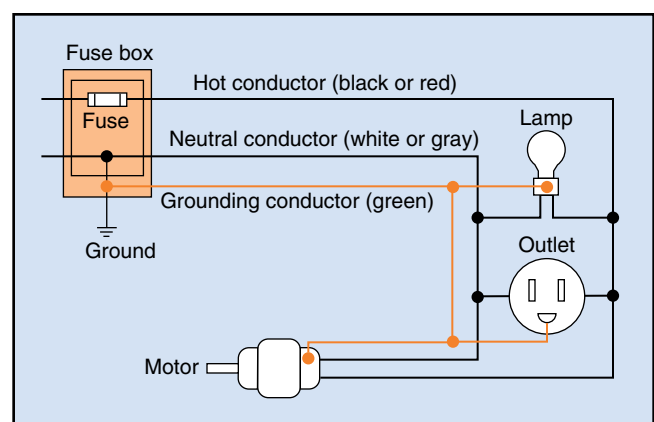 Fuse box
Hot conductor (black or red)
Fuse
Lamp
Neutral conductor (white or gray)
Grounding conductor (green)
Ground
Outlet
Motor